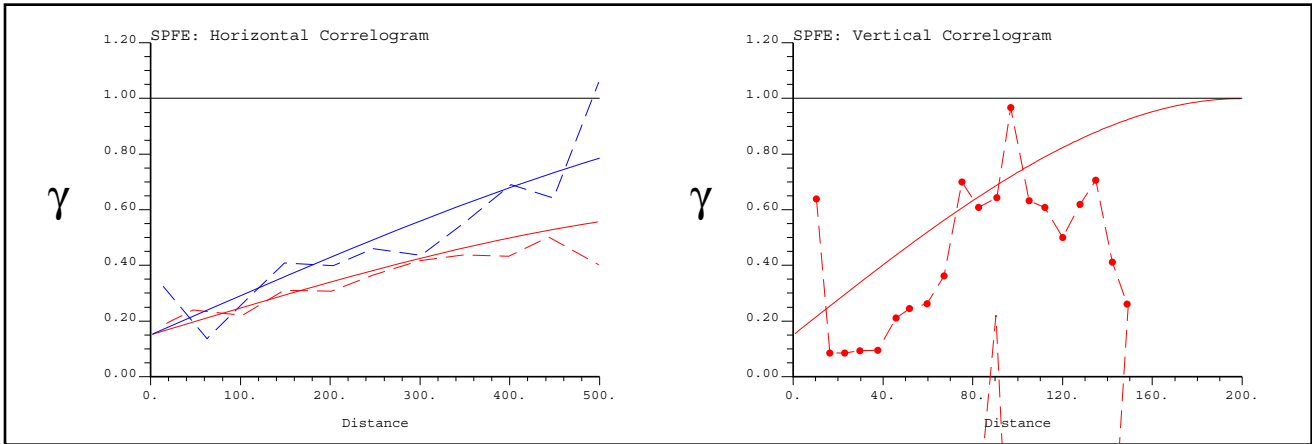 SPFE: Horizontal Correlogram
1.20
1.00
0.80
γ
0.60
0.40
0.20
0.00
0. 100. 200. 300. 400. 500.
Distance
SPFE: Vertical Correlogram
1.20
1.00
0.80
γ
0.60
0.40
0.20
0.00
0. 40. 80. 120. 160. 200.
Distance